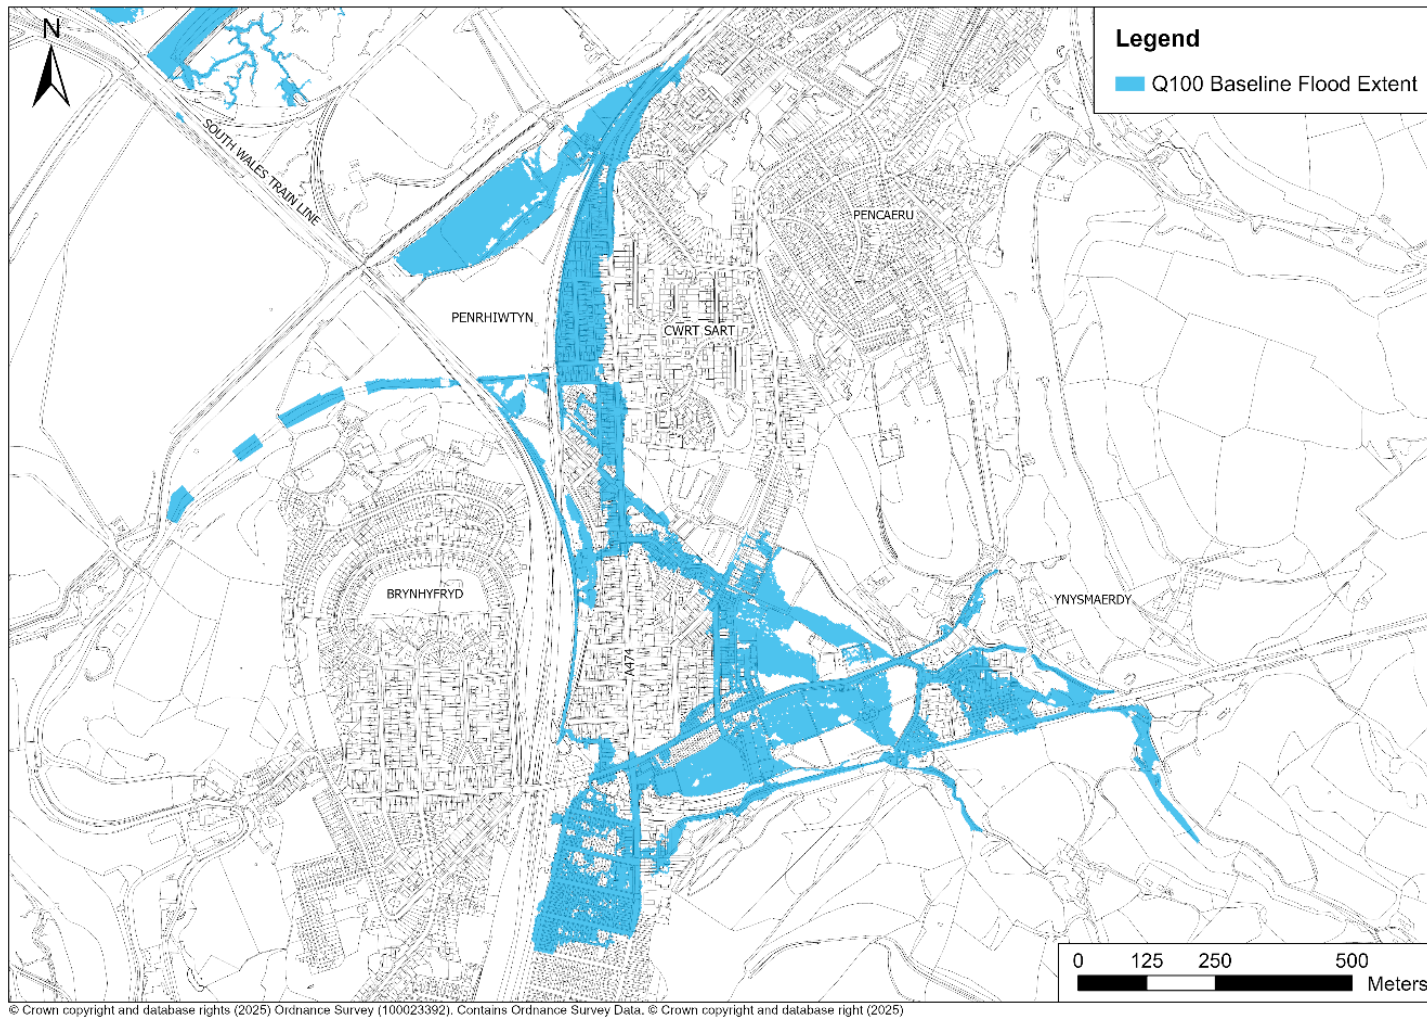 N
Legend
Q100 Baseline Flood Extent
SOUTH WALES TRAIN LINE
PENCAERU
PENRHIWTYN
CWRT SART
BRYNHYFRYD
YNYSMAERDY
A474
0 125 250 500
Meters
© Crown copyright and database rights (2025) Ordnance Survey (100023392). Contains Ordnance Survey Data. © Crown copyright and database right (2025)